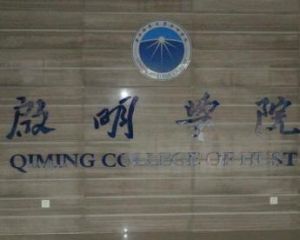 啟明學院
QIMING COLLEGE OF HUST